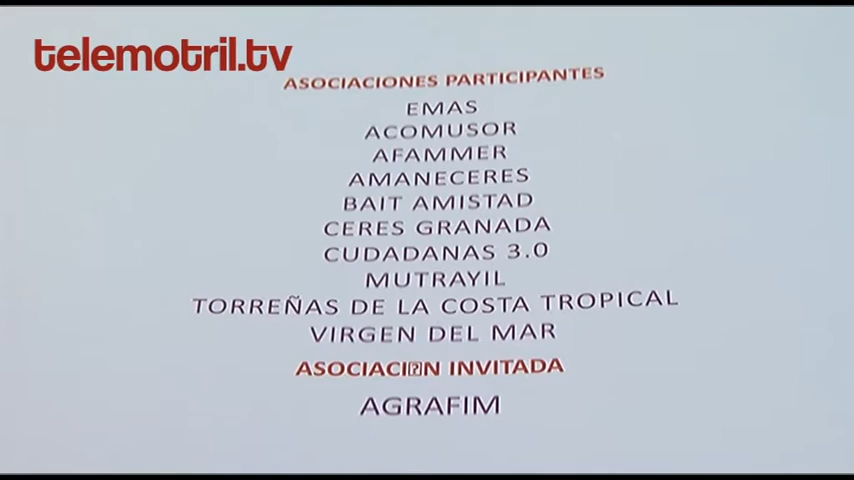 telemotril.tv
ASOCIACIONES PARTICIPANTES
EMAS
ACOMUSOR
AFAMMER
AMANECERES
BAIT AMISTAD
CERES GRANADA
CUDADANAS 3.0
MUTRAYIL
TORREÑAS DE LA COSTA TROPICAL
VIRGEN DEL MAR
ASOCIACI�N INVITADA
AGRAFIM